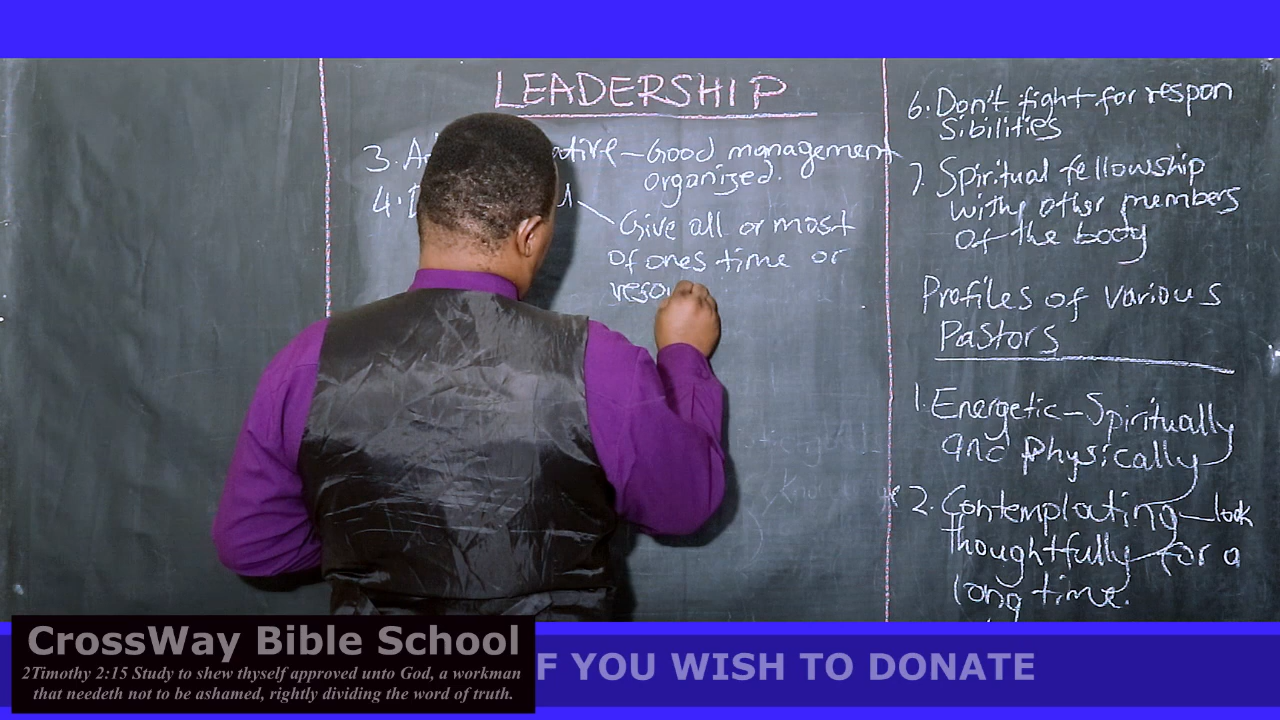 LEADERSHIP
3. A ative - Good management
organized.
4.
Give all or most
of ones time or
reso
6. Don't fight for respon
sibilities
7. Spiritual fellowship
with other members
of the body
Profiles of various
Pastors
1. Energetic - Spiritually
and Physically
2. Contemplating - look
thoughtfully for a
long time.
CrossWay Bible School
2Timothy 2:15 Study to shew thyself approved unto God, a workman
that needeth not to be ashamed, rightly dividing the word of truth.
F YOU WISH TO DONATE